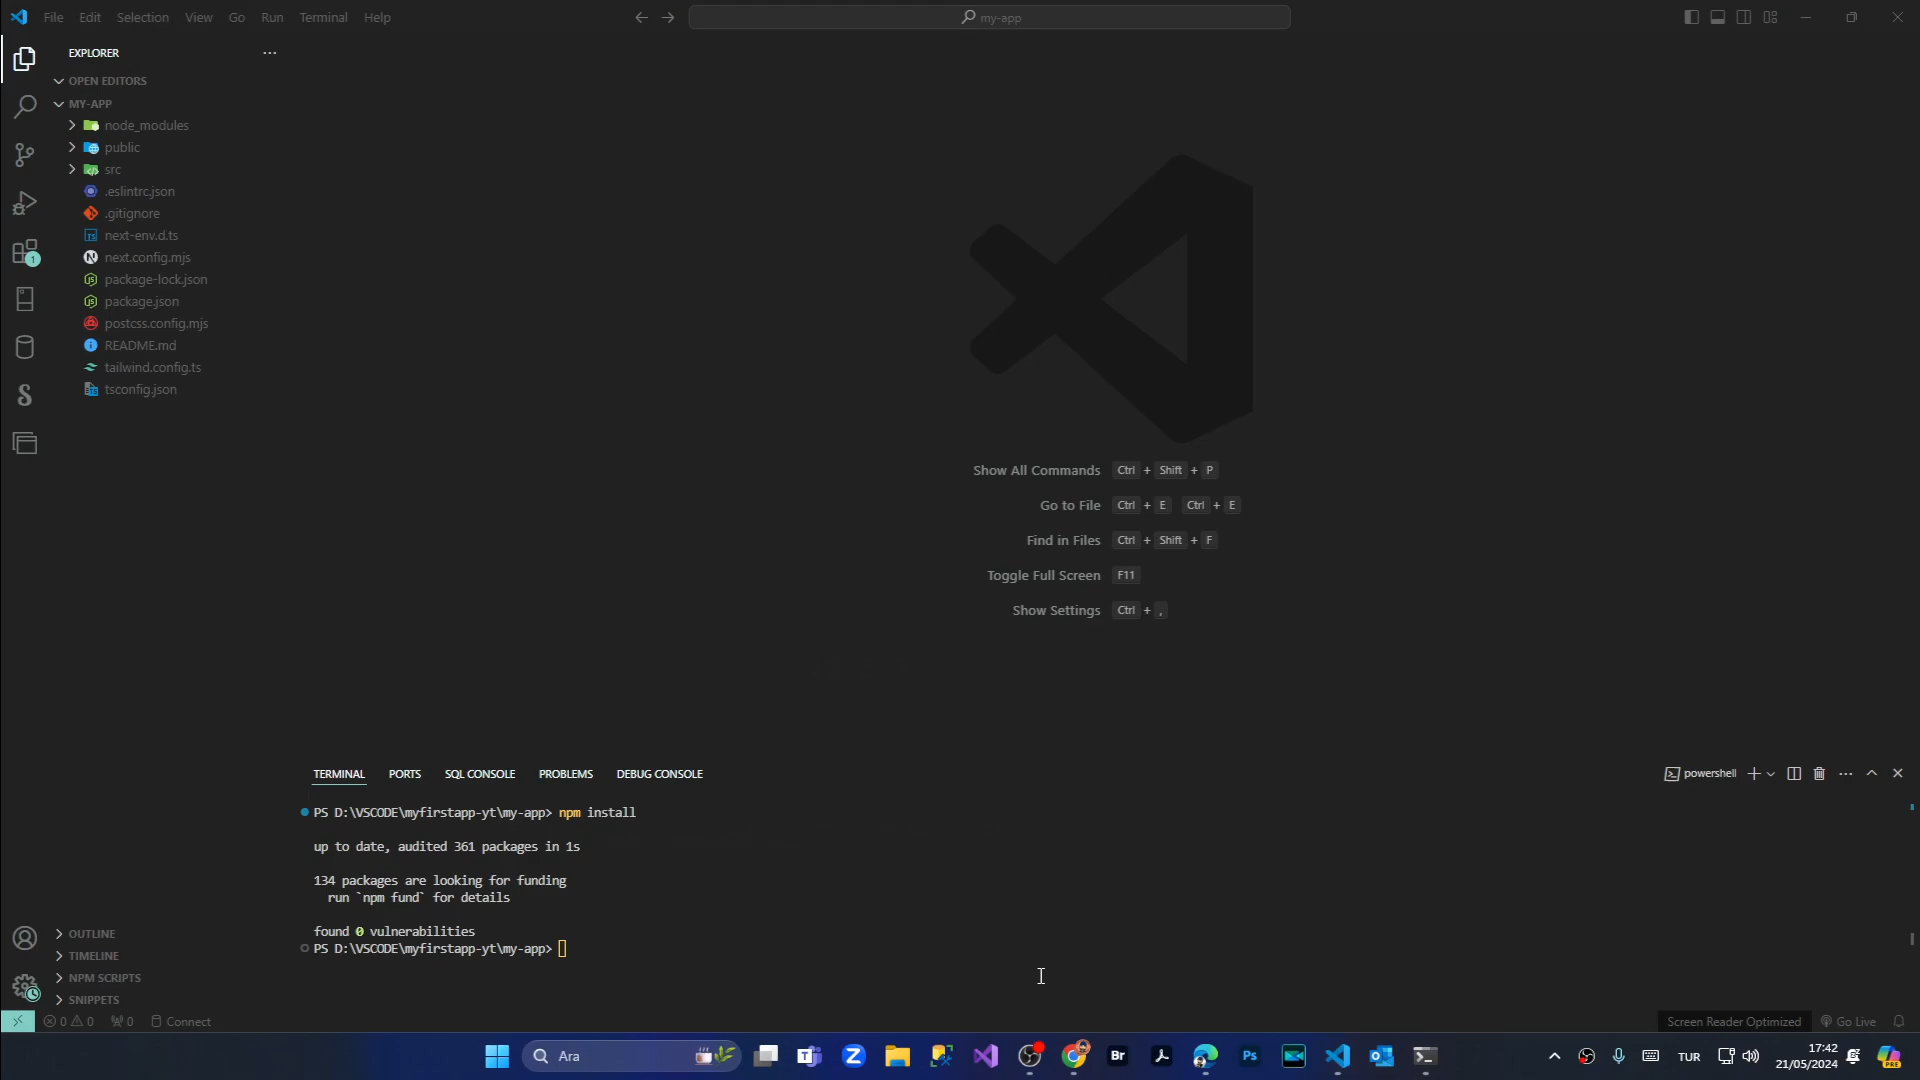 File Edit Selection View Go Run Terminal Help
my-app
EXPLORER
OPEN EDITORS
MY-APP
node_modules
public
src
.eslintrc.json
.gitignore
next-env.d.ts
next.config.mjs
package-lock.json
package.json
postcss.config.mjs
README.md
tailwind.config.ts
tsconfig.json
1
Show All Commands Ctrl + Shift + P
Go to File Ctrl + E Ctrl + E
Find in Files Ctrl + Shift + F
Toggle Full Screen F11
Show Settings Ctrl + ,
TERMINAL PORTS SQL CONSOLE PROBLEMS DEBUG CONSOLE
powershell
PS D:\VSCODE\myfirstapp-yt\my-app> npm install
up to date, audited 361 packages in 1s
134 packages are looking for funding
run `npm fund` for details
found 0 vulnerabilities
PS D:\VSCODE\myfirstapp-yt\my-app>
OUTLINE
TIMELINE
NPM SCRIPTS
SNIPPETS
0 0 0 Connect
Screen Reader Optimized Go Live
Ara
Br
Ps
TUR
17:42
21/05/2024
PRE